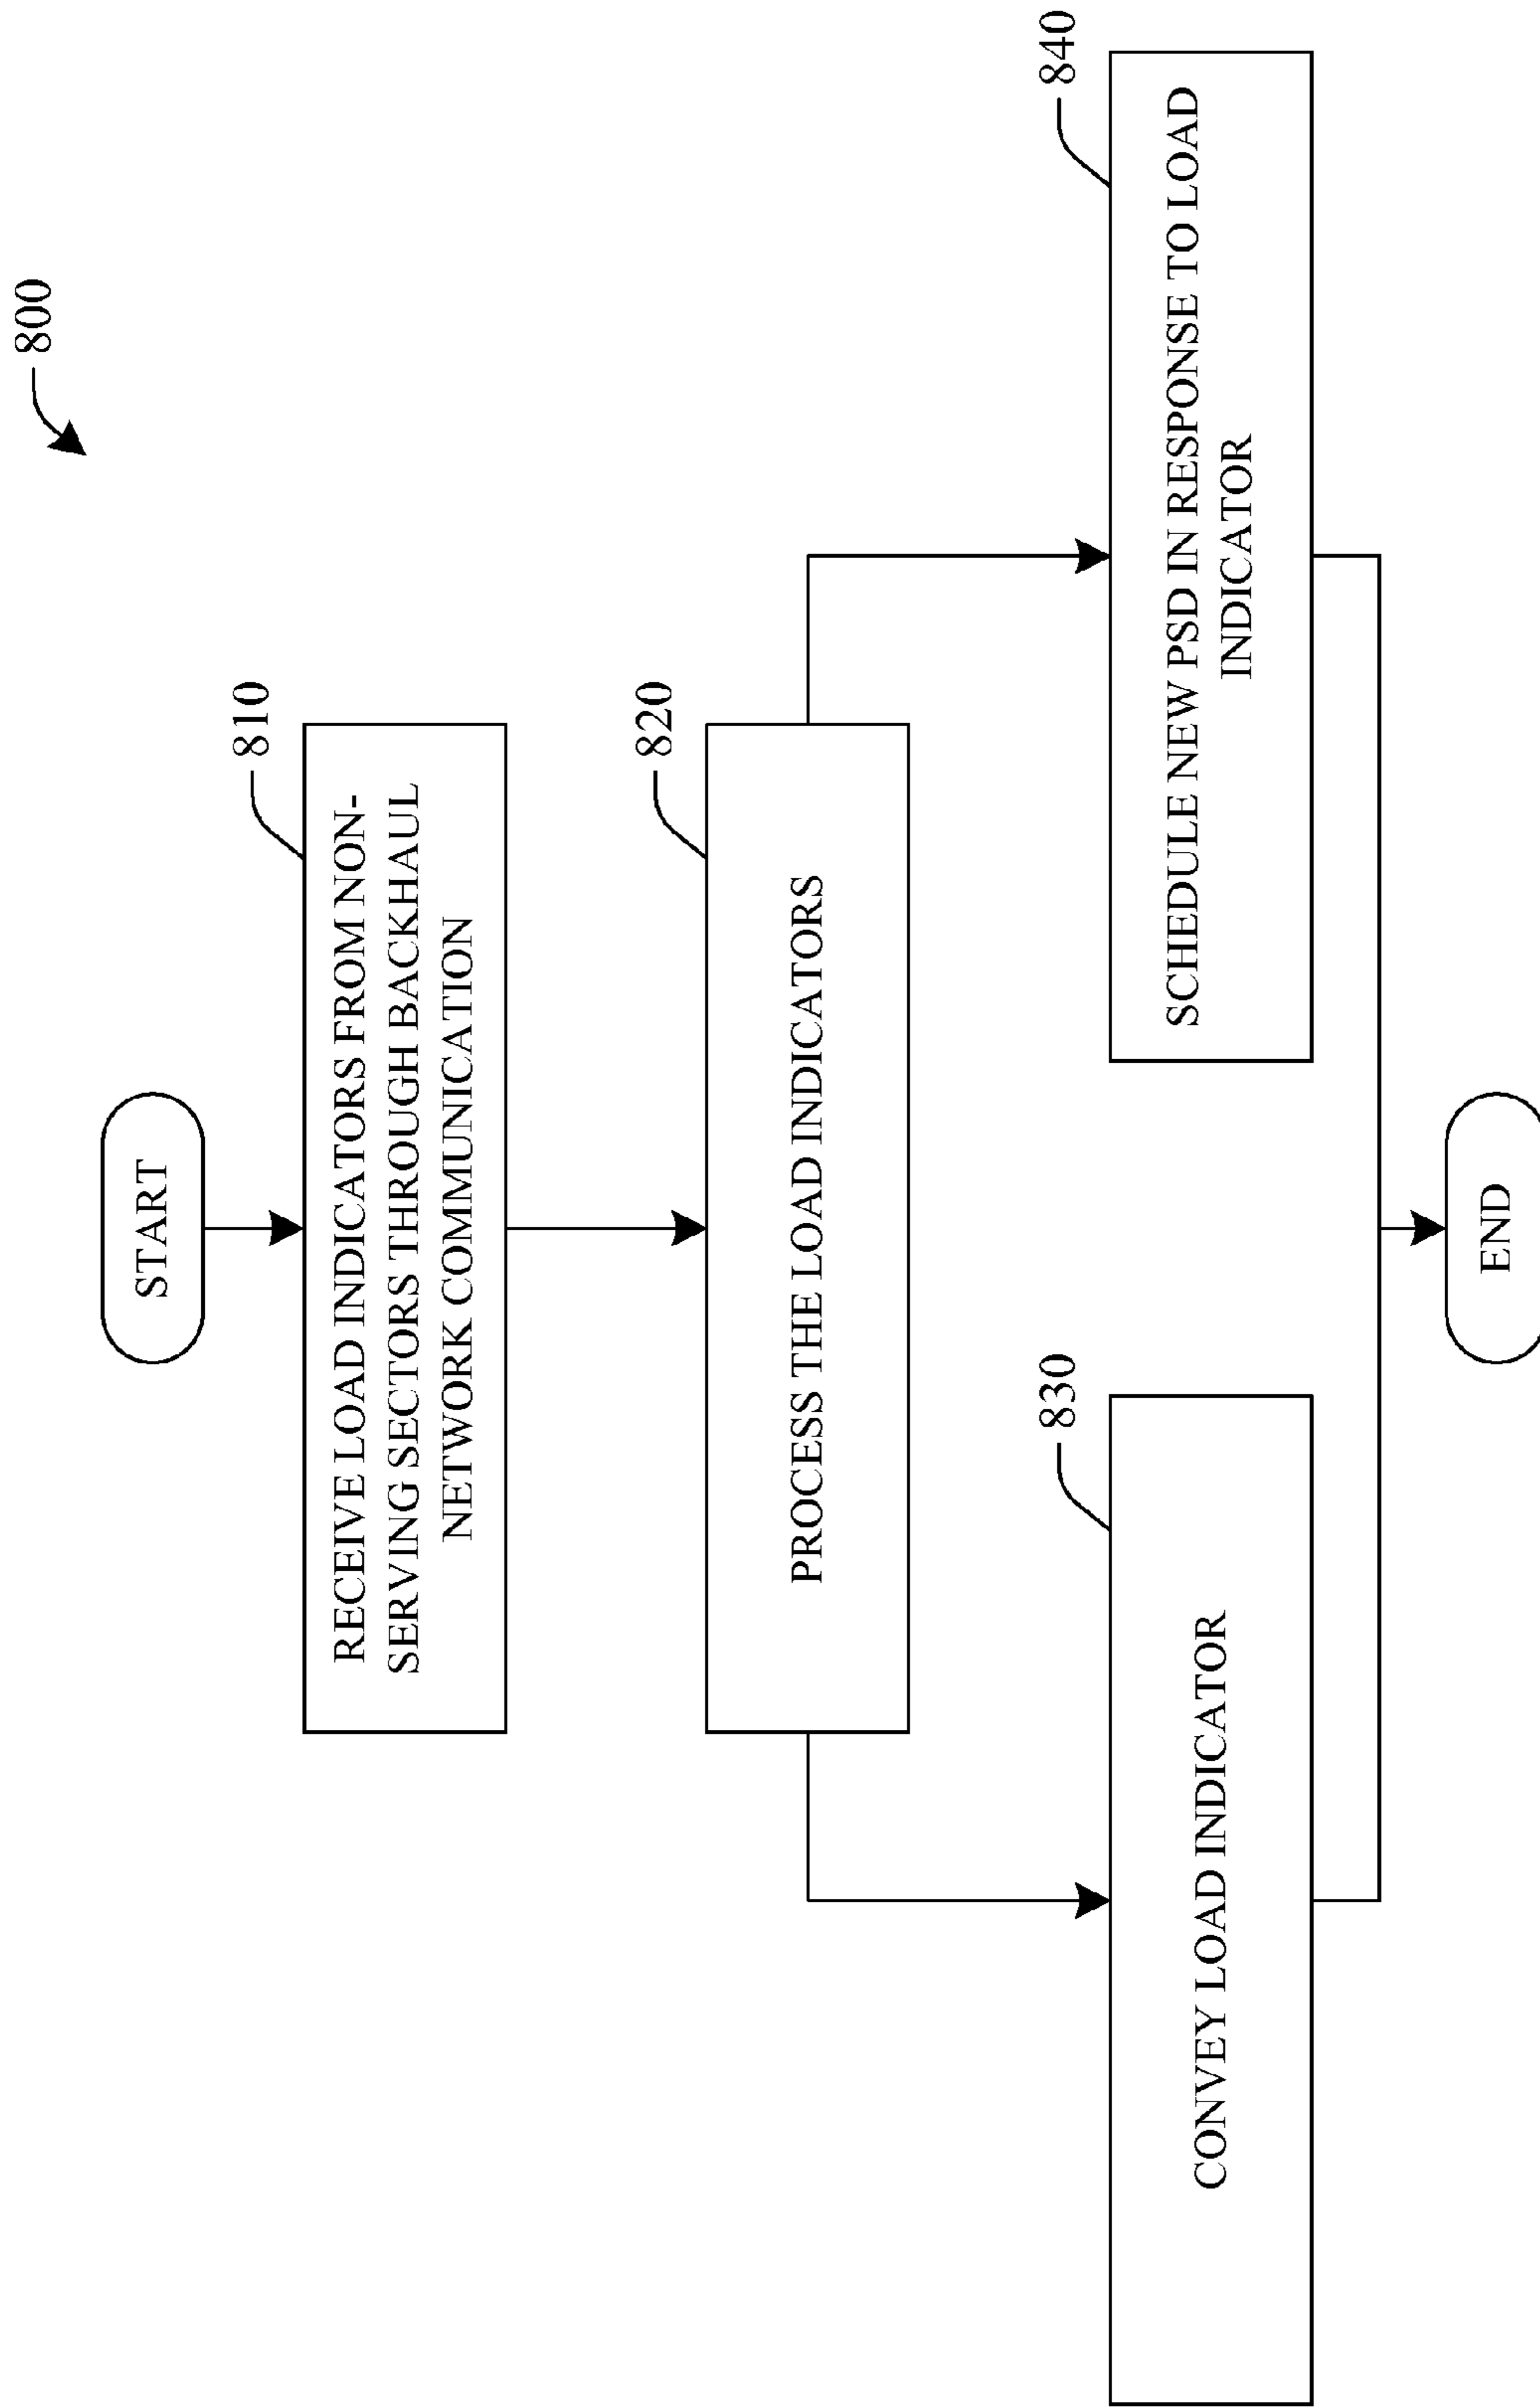 800
START
810
RECEIVE LOAD INDICATORS FROM NON-
SERVING SECTORS THROUGH BACKHAUL
NETWORK COMMUNICATION
820
PROCESS THE LOAD INDICATORS
830
CONVEY LOAD INDICATOR
840
SCHEDULE NEW PSD IN RESPONSE TO LOAD
INDICATOR
END